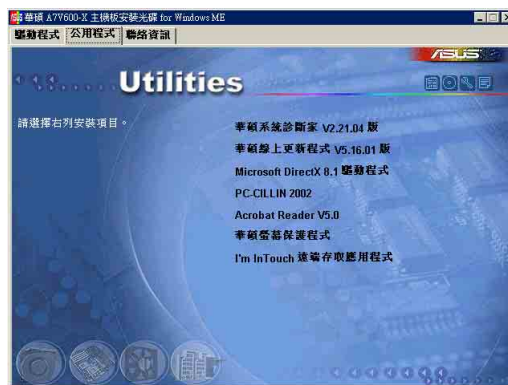 華碩 A7V600-X 主機板安裝光碟 for Windows ME
驅動程式 公用程式 聯絡資訊
ASUS
Utilities
請選擇右列安裝項目。
華碩系統診斷家 V2.21.04 版
華碩線上更新程式 V5.16.01 版
Microsoft DirectX 8.1 驅動程式
PC-CILLIN 2002
Acrobat Reader V5.0
華碩螢幕保護程式
I'm InTouch 遠端存取應用程式